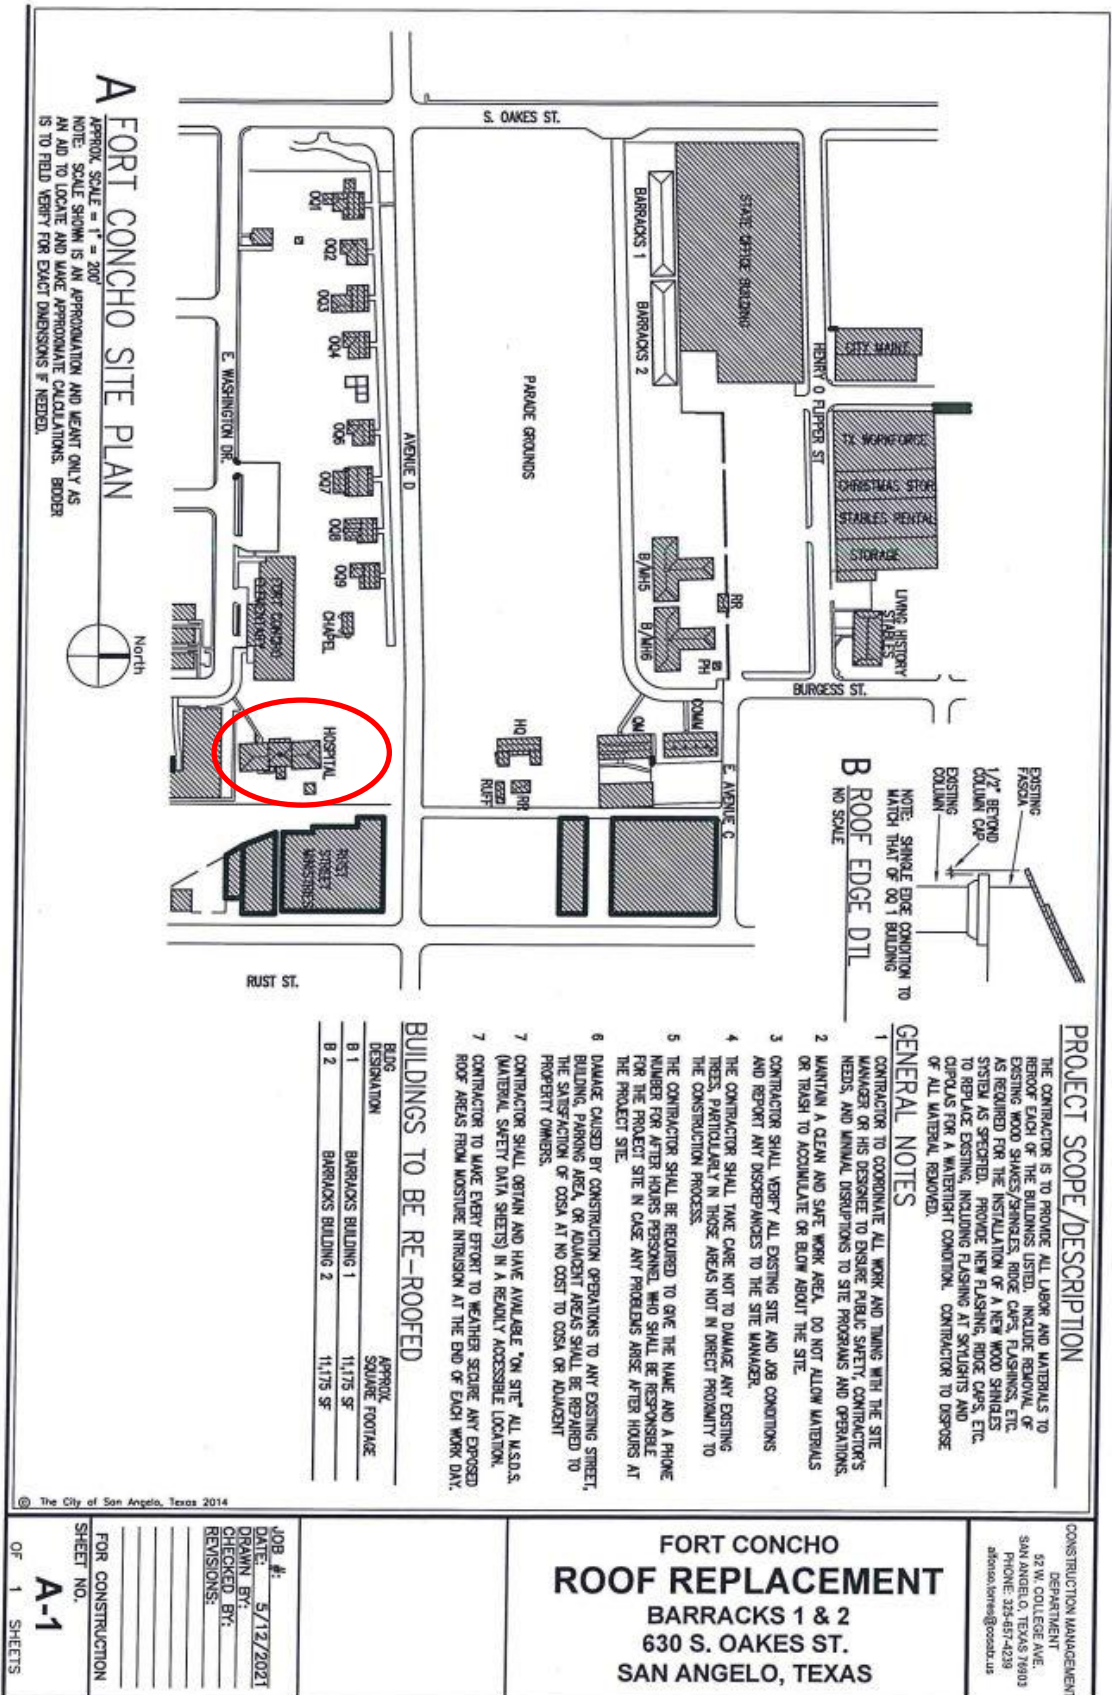 A FORT CONCHO SITE PLAN
APPROX. SCALE = 1" = 200'
NOTE: SCALE SHOWN IS AN APPROXIMATION AND MEANT ONLY AS
AN AID TO LOCATE AND MAKE APPROXIMATE CALCULATIONS. BIDDER
IS TO FIELD VERIFY FOR EXACT DIMENSIONS IF NEEDED.
North
S. OAKES ST.
STATE OFFICE BUILDING
BARRACKS 1
BARRACKS 2
HENRY O FLIPPER ST
CITY MAINT.
TX WORKFORCE
CHRISTMAS STOR
STABLES RENTAL
STORAGE
LIVING HISTORY
STABLES
BURGESS ST.
PARADE GROUNDS
B/MH5
B/MH6
RR
PH
COMM
QM
E. AVENUE C
HQ
RR
RUFF
AVENUE D
OQ1
OQ2
OQ3
OQ4
OQ6
OQ7
OQ8
OQ9
CHAPEL
E. WASHINGTON DR.
FORT CONCHO
ELEMENTARY
HOSPITAL
RUST
STREET
MINISTRIES
RUST ST.
EXISTING
FASCIA
1/2" BEYOND
COLUMN CAP
EXISTING
COLUMN
NOTE: SHINGLE EDGE CONDITION TO
MATCH THAT OF OQ 1 BUILDING
B ROOF EDGE DTL
NO SCALE
PROJECT SCOPE/DESCRIPTION
THE CONTRACTOR IS TO PROVIDE ALL LABOR AND MATERIALS TO
REROOF EACH OF THE BUILDINGS LISTED. INCLUDE REMOVAL OF
EXISTING WOOD SHAKES/SHINGLES, RIDGE CAPS, FLASHINGS, ETC.
AS REQUIRED FOR THE INSTALLATION OF A NEW WOOD SHINGLES
SYSTEM AS SPECIFIED. PROVIDE NEW FLASHING, RIDGE CAPS, ETC.
TO REPLACE EXISTING, INCLUDING FLASHING AT SKYLIGHTS AND
CUPOLAS FOR A WATERTIGHT CONDITION. CONTRACTOR TO DISPOSE
OF ALL MATERIAL REMOVED.
GENERAL NOTES
1 CONTRACTOR TO COORDINATE ALL WORK AND TIMING WITH THE SITE
MANAGER OR HIS DESIGNEE TO ENSURE PUBLIC SAFETY, CONTRACTOR'S
NEEDS, AND MINIMAL DISRUPTIONS TO SITE PROGRAMS AND OPERATIONS.
2 MAINTAIN A CLEAN AND SAFE WORK AREA. DO NOT ALLOW MATERIALS
OR TRASH TO ACCUMULATE OR BLOW ABOUT THE SITE.
3 CONTRACTOR SHALL VERIFY ALL EXISTING SITE AND JOB CONDITIONS
AND REPORT ANY DISCREPANCIES TO THE SITE MANAGER.
4 THE CONTRACTOR SHALL TAKE CARE NOT TO DAMAGE ANY EXISTING
TREES, PARTICULARLY IN THOSE AREAS NOT IN DIRECT PROXIMITY TO
THE CONSTRUCTION PROCESS.
5 THE CONTRACTOR SHALL BE REQUIRED TO GIVE THE NAME AND A PHONE
NUMBER FOR AFTER HOURS PERSONNEL WHO SHALL BE RESPONSIBLE
FOR THE PROJECT SITE IN CASE ANY PROBLEMS ARISE AFTER HOURS AT
THE PROJECT SITE.
6 DAMAGE CAUSED BY CONSTRUCTION OPERATIONS TO ANY EXISTING STREET,
BUILDING, PARKING AREA, OR ADJACENT AREAS SHALL BE REPAIRED TO
THE SATISFACTION OF COSA AT NO COST TO COSA OR ADJACENT
PROPERTY OWNERS.
7 CONTRACTOR SHALL OBTAIN AND HAVE AVAILABLE "ON SITE" ALL M.S.D.S.
(MATERIAL SAFETY DATA SHEETS) IN A READILY ACCESSIBLE LOCATION.
7 CONTRACTOR TO MAKE EVERY EFFORT TO WEATHER SECURE ANY EXPOSED
ROOF AREAS FROM MOISTURE INTRUSION AT THE END OF EACH WORK DAY.
BUILDINGS TO BE RE-ROOFED
BLDG DESIGNATION APPROX. SQUARE FOOTAGE
B 1 BARRACKS BUILDING 1 11,175 SF
B 2 BARRACKS BUILDING 2 11,175 SF
© The City of San Angelo, Texas 2014
CONSTRUCTION MANAGEMENT
DEPARTMENT
52 W. COLLEGE AVE.
SAN ANGELO, TEXAS 76903
PHONE: 325-657-4239
alfonso.torres@cosatx.us
FORT CONCHO
ROOF REPLACEMENT
BARRACKS 1 & 2
630 S. OAKES ST.
SAN ANGELO, TEXAS
JOB #:
DATE: 5/12/2021
DRAWN BY:
CHECKED BY:
REVISIONS:
FOR CONSTRUCTION
SHEET NO.
A-1
OF 1 SHEETS